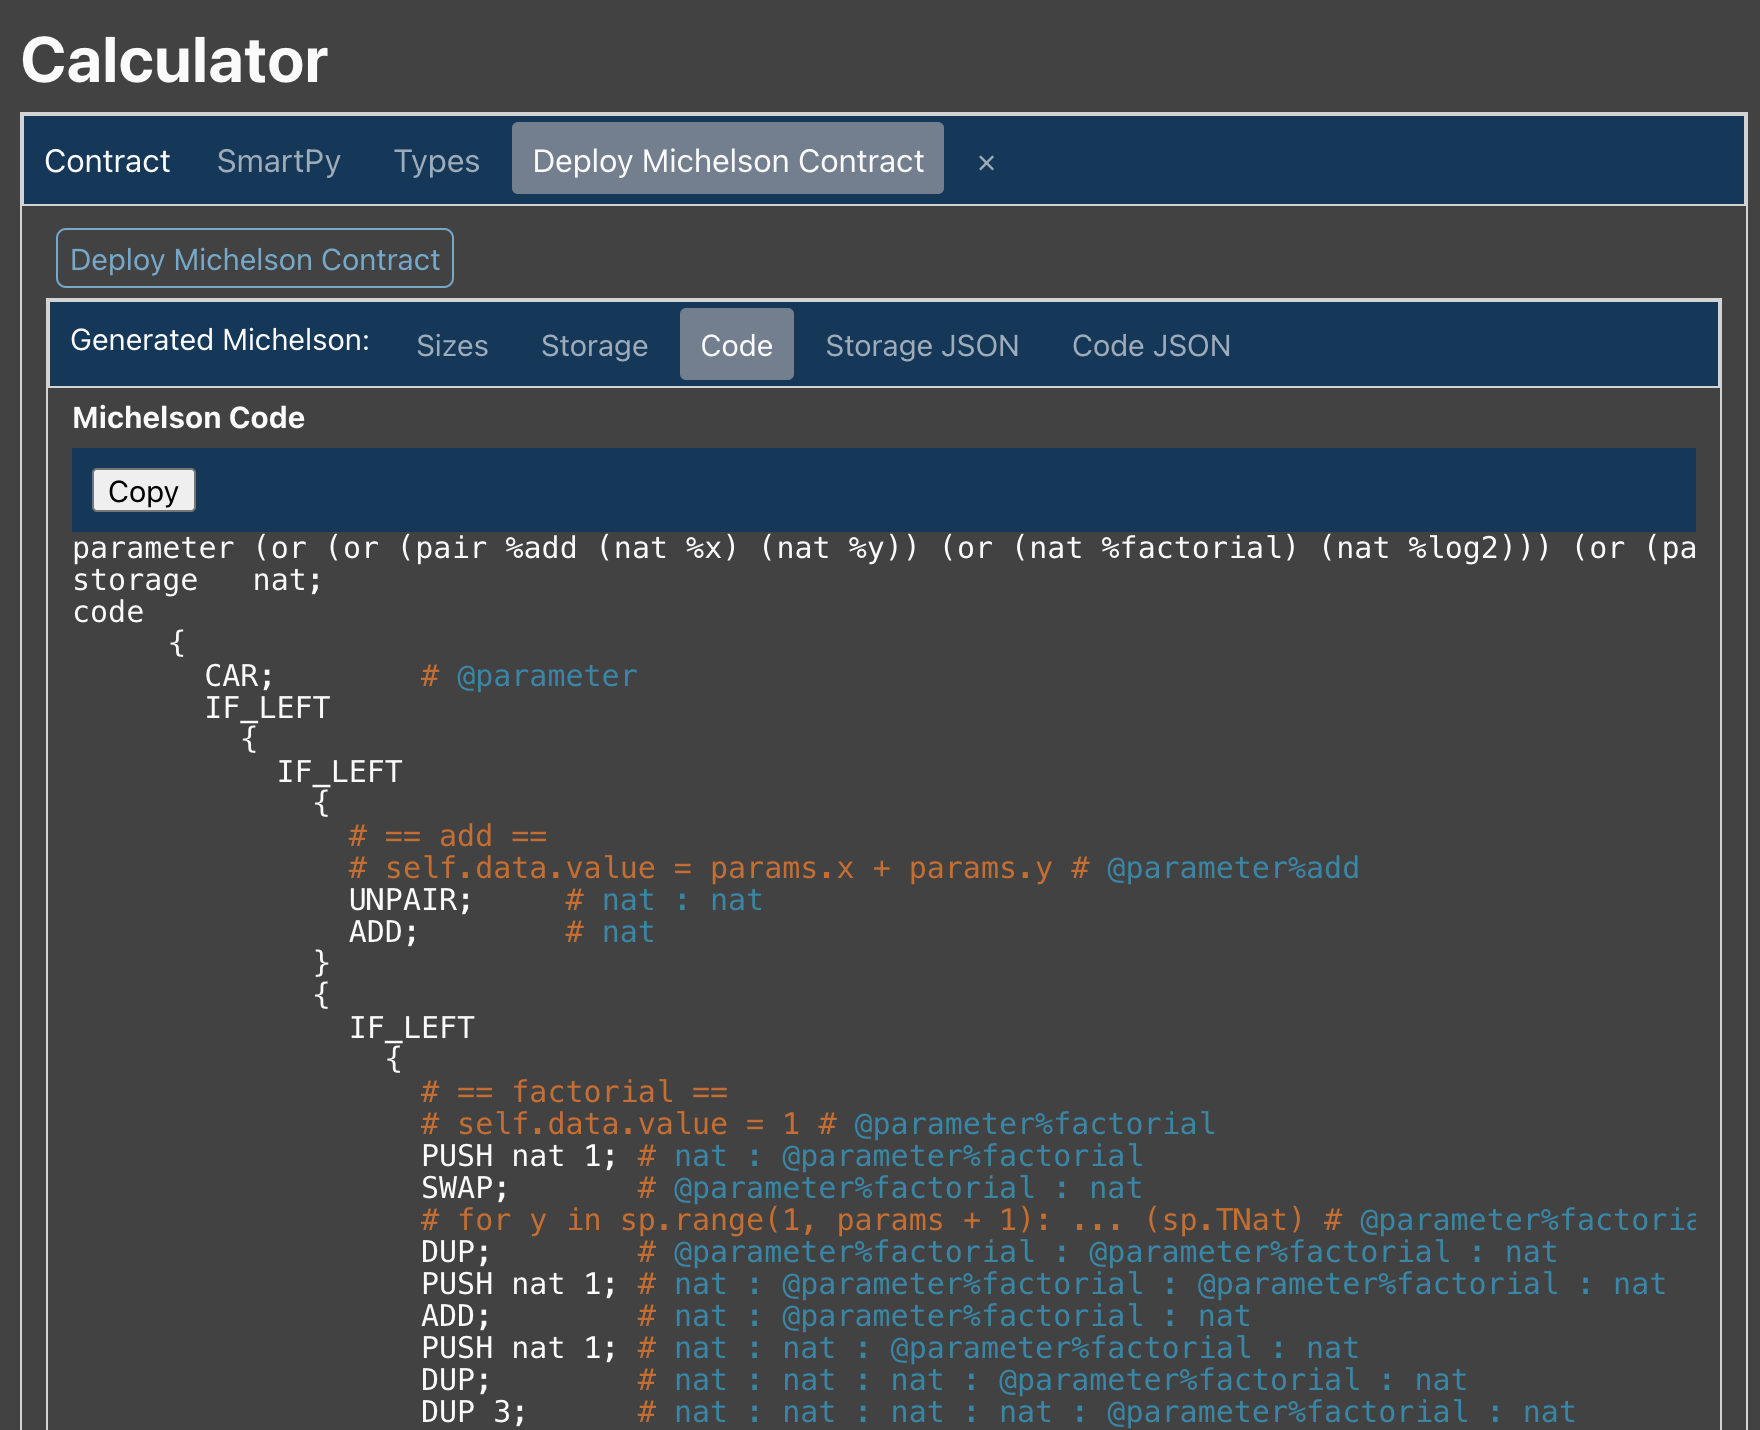 Calculator
Contract SmartPy Types Deploy Michelson Contract ×
Deploy Michelson Contract
Generated Michelson: Sizes Storage Code Storage JSON Code JSON
Michelson Code
Copy
parameter (or (or (pair %add (nat %x) (nat %y)) (or (nat %factorial) (nat %log2))) (or (pa
storage   nat;
code
{
CAR; # @parameter
IF_LEFT
{
IF_LEFT
{
# == add ==
# self.data.value = params.x + params.y # @parameter%add
UNPAIR; # nat : nat
ADD; # nat
}
{
IF_LEFT
{
# == factorial ==
# self.data.value = 1 # @parameter%factorial
PUSH nat 1; # nat : @parameter%factorial
SWAP; # @parameter%factorial : nat
# for y in sp.range(1, params + 1): ... (sp.TNat) # @parameter%factoria
DUP; # @parameter%factorial : @parameter%factorial : nat
PUSH nat 1; # nat : @parameter%factorial : @parameter%factorial : nat
ADD; # nat : @parameter%factorial : nat
PUSH nat 1; # nat : nat : @parameter%factorial : nat
DUP; # nat : nat : nat : @parameter%factorial : nat
DUP 3; # nat : nat : nat : nat : @parameter%factorial : nat